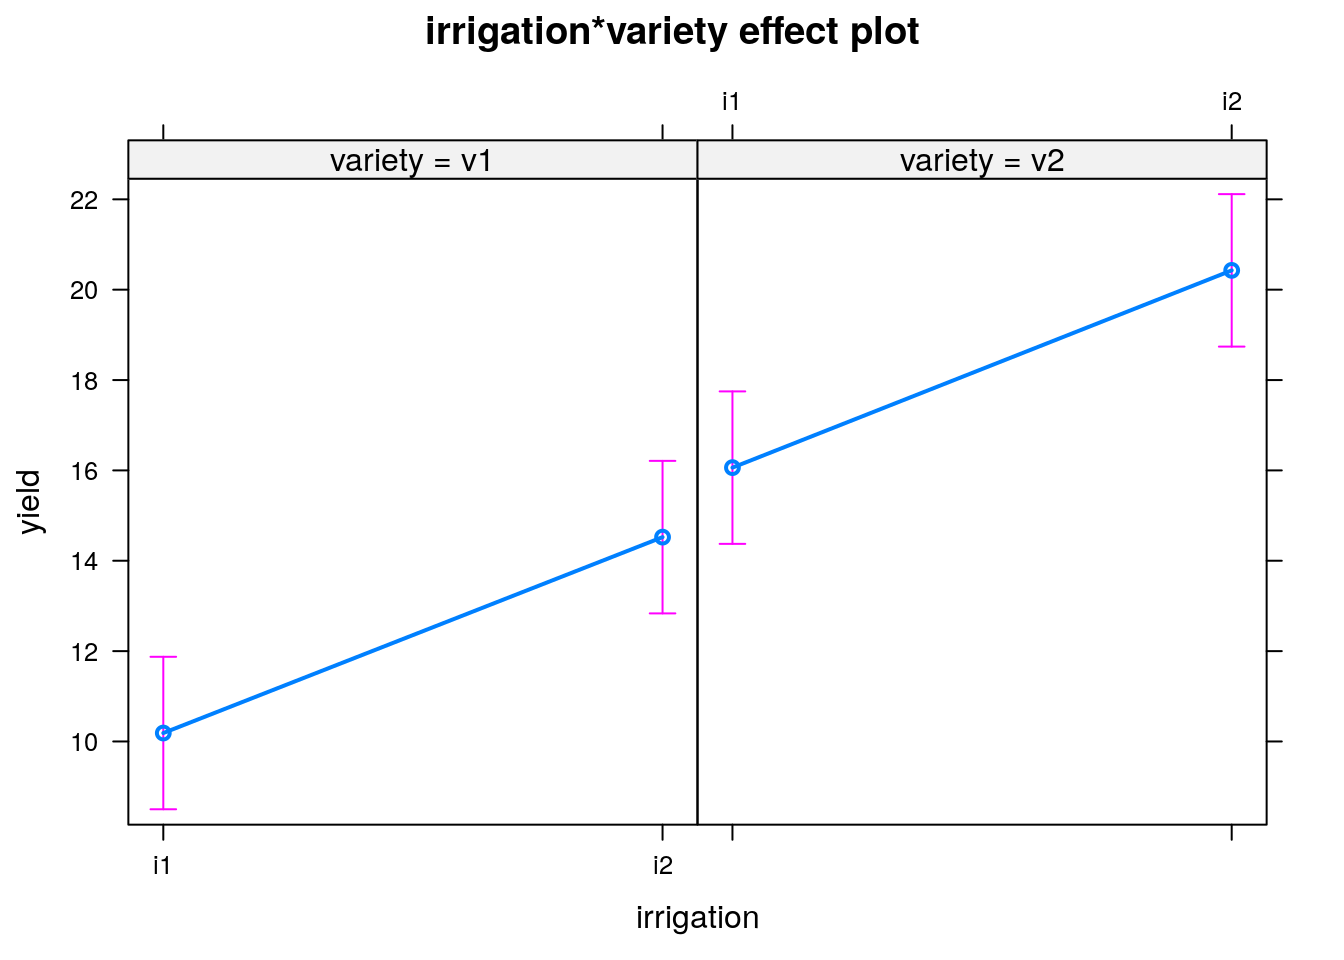 irrigation*variety effect plot
i1 i2
variety = v1 variety = v2
22
20
18
16
14
12
10
yield
i1 i2
irrigation